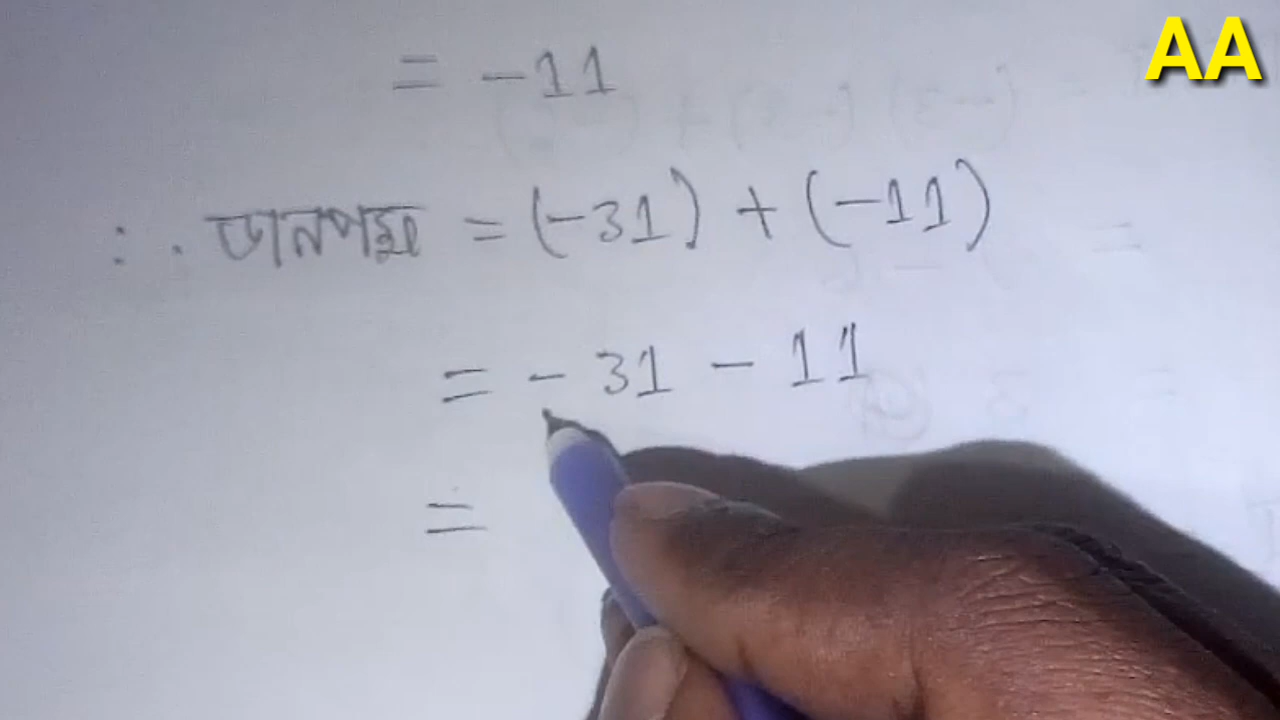 AA
= -11
∴ ডানপক্ষ = (-31) + (-11)
= - 31 - 11
=